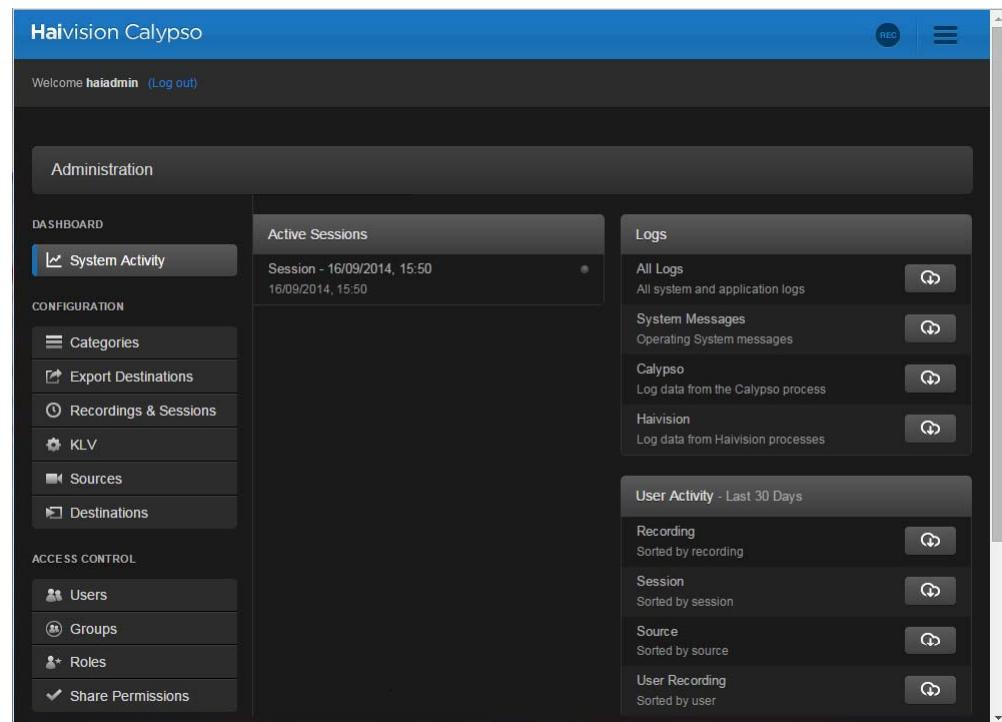 Haivision Calypso
REC
Welcome haiadmin (Log out)
Administration
DASHBOARD
System Activity
CONFIGURATION
Categories
Export Destinations
Recordings & Sessions
KLV
Sources
Destinations
ACCESS CONTROL
Users
Groups
Roles
Share Permissions
Active Sessions
Session - 16/09/2014, 15:50
16/09/2014, 15:50
Logs
All Logs
All system and application logs
System Messages
Operating System messages
Calypso
Log data from the Calypso process
Haivision
Log data from Haivision processes
User Activity - Last 30 Days
Recording
Sorted by recording
Session
Sorted by session
Source
Sorted by source
User Recording
Sorted by user